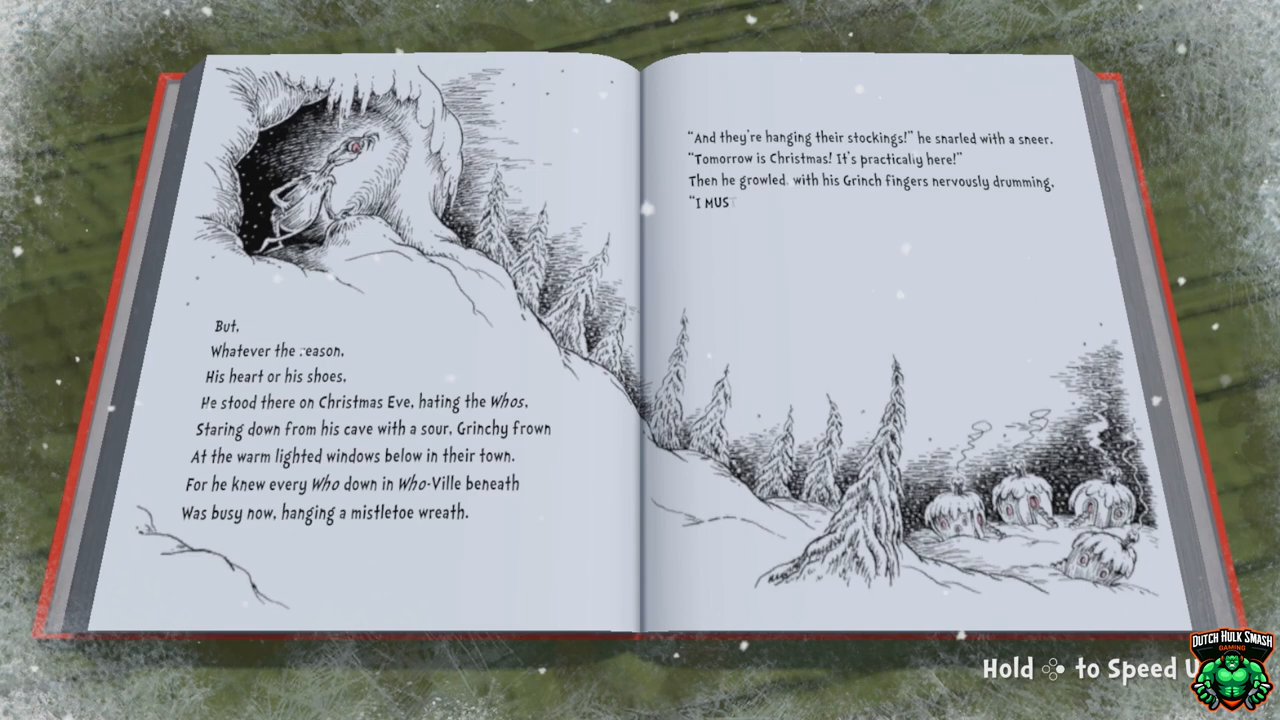 But,
Whatever the reason,
His heart or his shoes,
He stood there on Christmas Eve, hating the Whos,
Staring down from his cave with a sour, Grinchy frown
At the warm lighted windows below in their town.
For he knew every Who down in Who-Ville beneath
Was busy now, hanging a mistletoe wreath.
"And they're hanging their stockings!" he snarled with a sneer.
"Tomorrow is Christmas! It's practically here!"
Then he growled, with his Grinch fingers nervously drumming,
"I MUS
Hold to Speed U
DUTCH HULK SMASH
GAMING